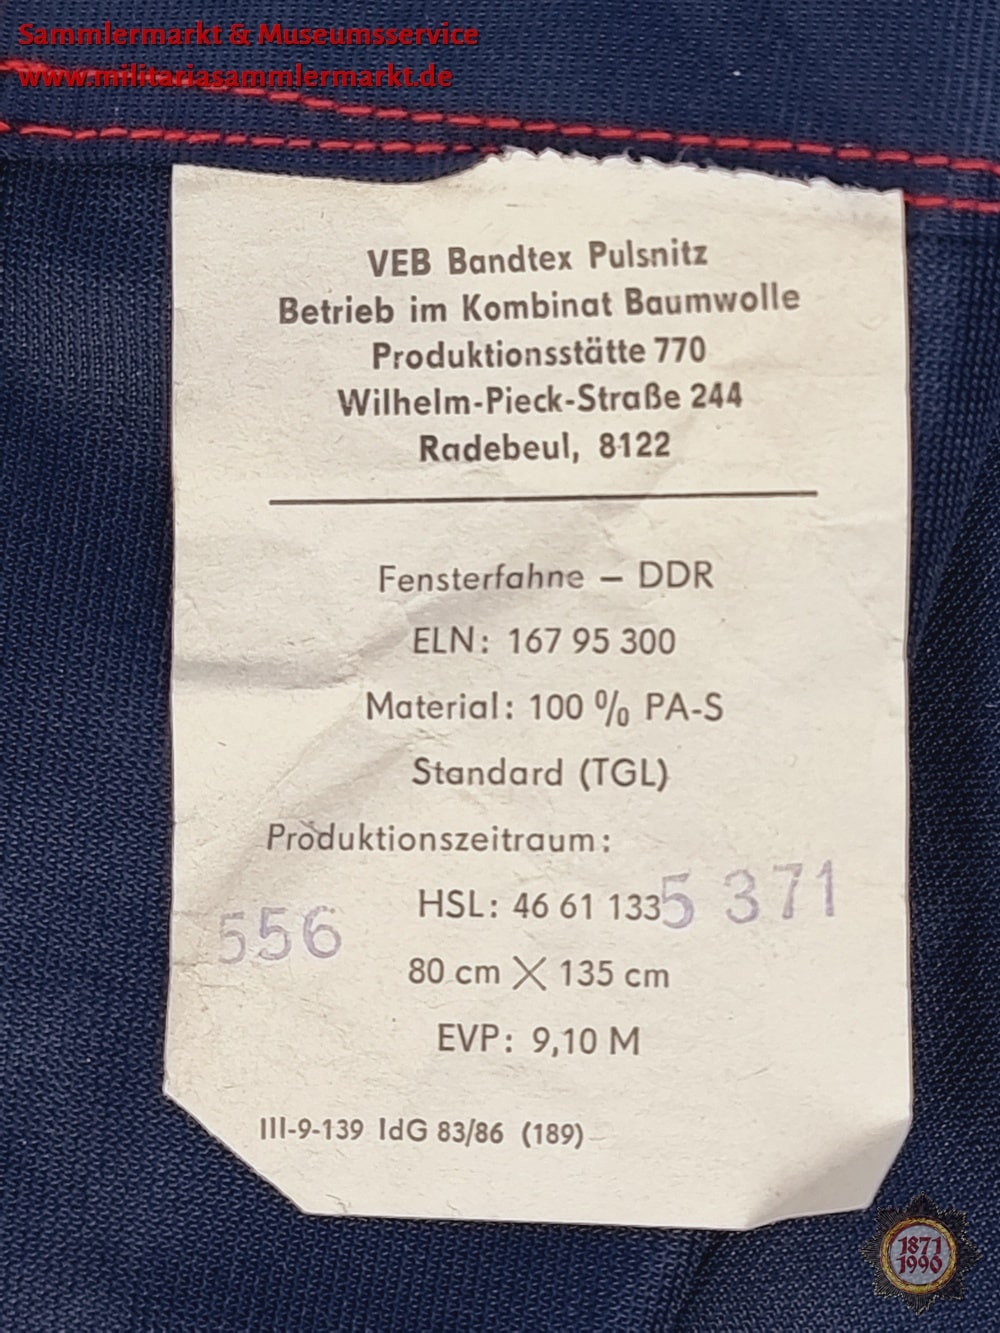 Sammlermarkt & Museumsservice
www.militariasammlermarkt.de
VEB Bandtex Pulsnitz
Betrieb im Kombinat Baumwolle
Produktionsstätte 770
Wilhelm-Pieck-Straße 244
Radebeul, 8122
Fensterfahne – DDR
ELN: 167 95 300
Material: 100 % PA-S
Standard (TGL)
Produktionszeitraum:
HSL: 46 61 133 5 371
556
80 cm X 135 cm
EVP: 9,10 M
III-9-139 IdG 83/86 (189)
1871
1990